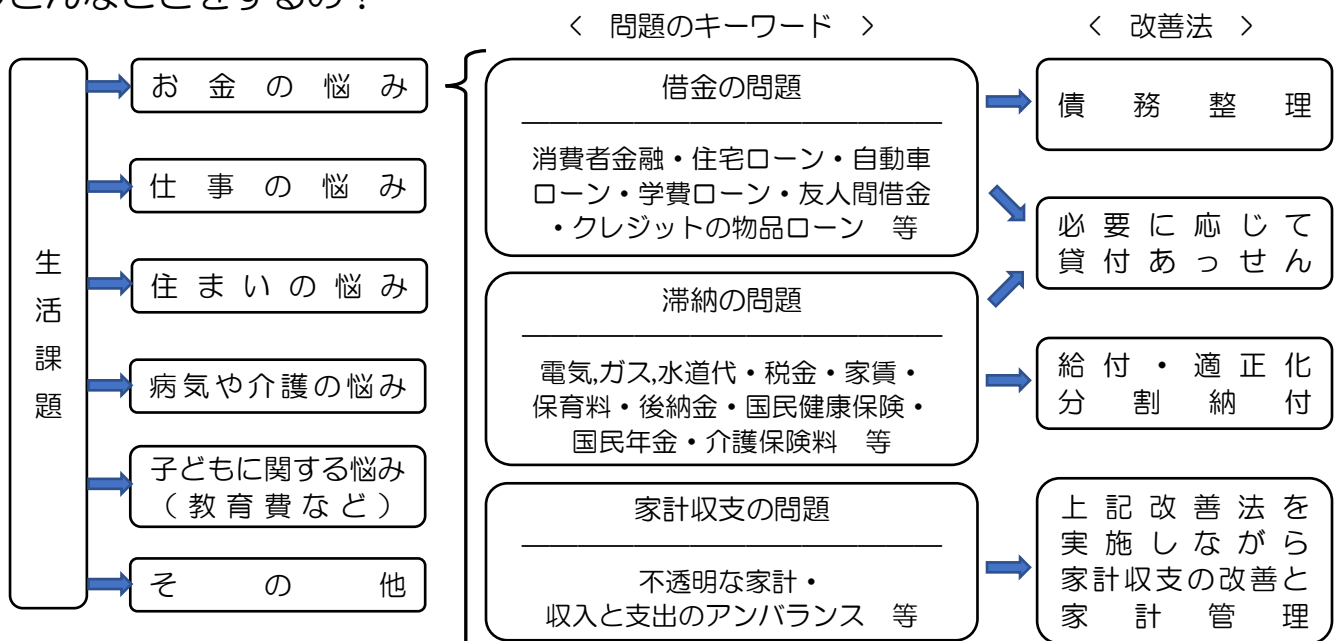 どんなことをするの？
< 問題のキーワード >
< 改善法 >
生活課題
お金の悩み
仕事の悩み
住まいの悩み
病気や介護の悩み
子どもに関する悩み
(教育費など)
その他
借金の問題
消費者金融・住宅ローン・自動車
ローン・学費ローン・友人間借金
・クレジットの物品ローン 等
滞納の問題
電気,ガス,水道代・税金・家賃・
保育料・後納金・国民健康保険・
国民年金・介護保険料 等
家計収支の問題
不透明な家計・
収入と支出のアンバランス 等
債務整理
必要に応じて
貸付あっせん
給付・適正化
分割納付
上記改善法を
実施しながら
家計収支の改善と
家計管理